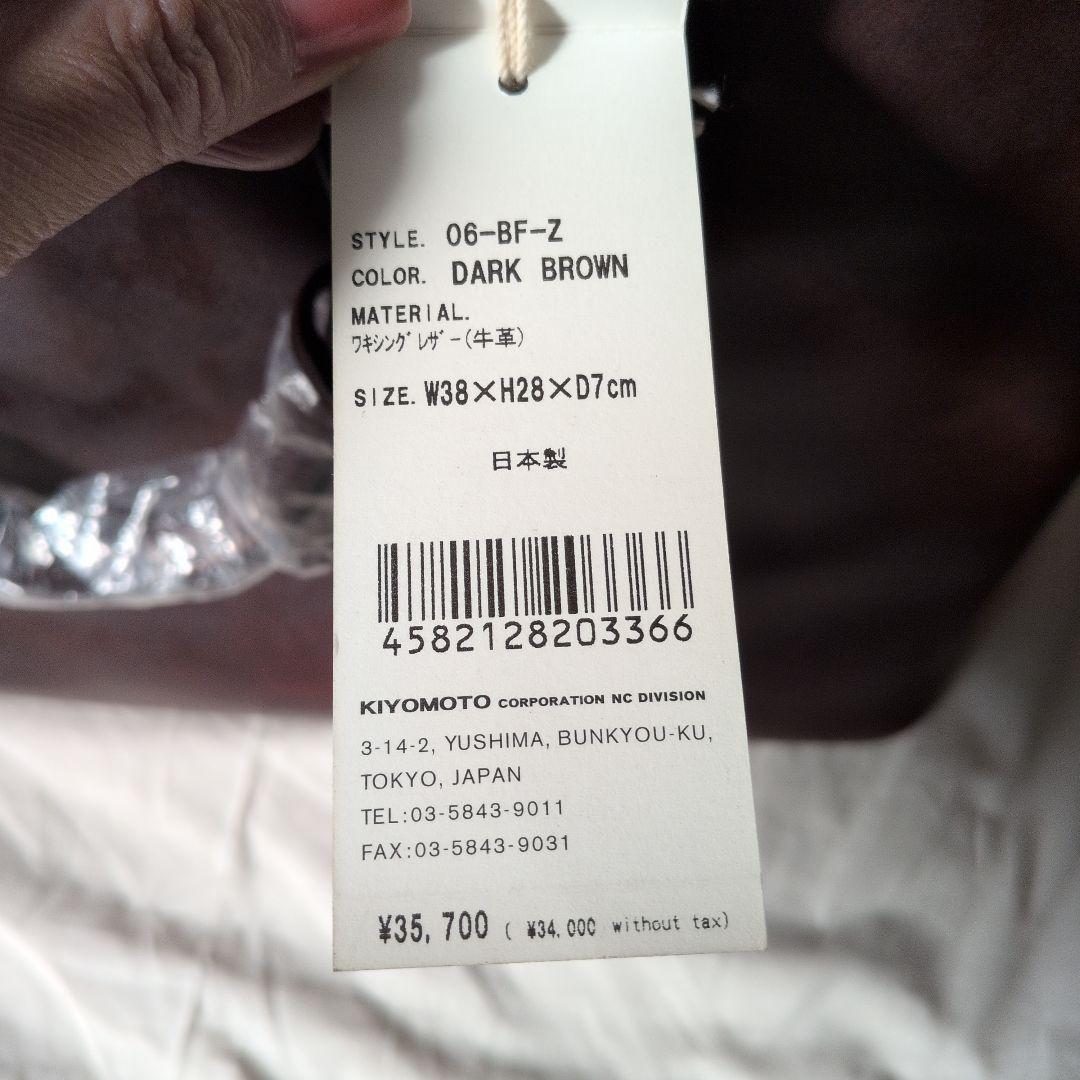 STYLE. 06-BF-Z
COLOR. DARK BROWN
MATERIAL.
ワキシングレザー(牛革)
SIZE. W38×H28×D7cm
日本製
4582128203366
KIYOMOTO CORPORATION NC DIVISION
3-14-2, YUSHIMA, BUNKYOU-KU,
TOKYO, JAPAN
TEL:03-5843-9011
FAX:03-5843-9031
¥35,700 ( ¥34,000 without tax)